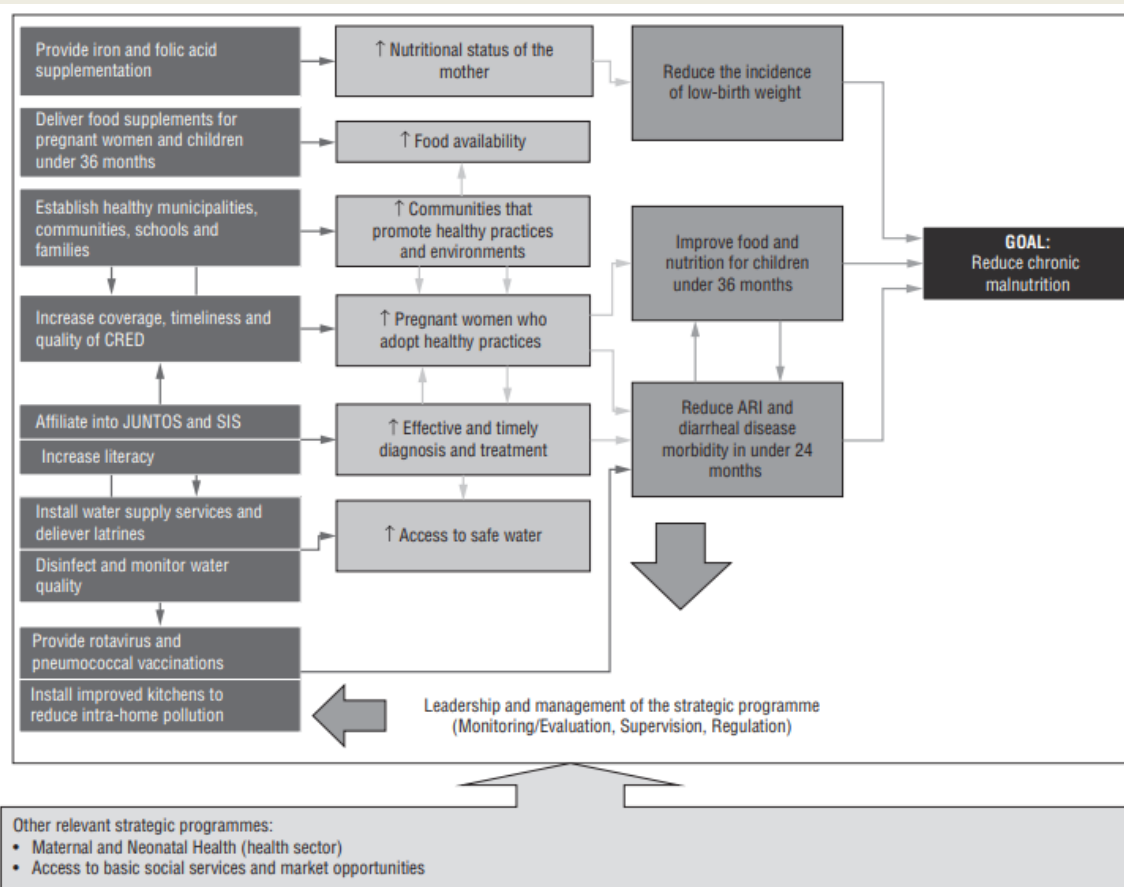 Provide iron and folic acid
supplementation
↑ Nutritional status of the
mother
Reduce the incidence
of low-birth weight
Deliver food supplements for
pregnant women and children
under 36 months
↑ Food availability
Establish healthy municipalities,
communities, schools and
families
↑ Communities that
promote healthy practices
and environments
Improve food and
nutrition for children
under 36 months
GOAL:
Reduce chronic
malnutrition
Increase coverage, timeliness and
quality of CRED
↑ Pregnant women who
adopt healthy practices
Affiliate into JUNTOS and SIS
Increase literacy
↑ Effective and timely
diagnosis and treatment
Reduce ARI and
diarrheal disease
morbidity in under 24
months
Install water supply services and
deliever latrines
Disinfect and monitor water
quality
↑ Access to safe water
Provide rotavirus and
pneumococcal vaccinations
Install improved kitchens to
reduce intra-home pollution
Leadership and management of the strategic programme
(Monitoring/Evaluation, Supervision, Regulation)
Other relevant strategic programmes:
• Maternal and Neonatal Health (health sector)
• Access to basic social services and market opportunities